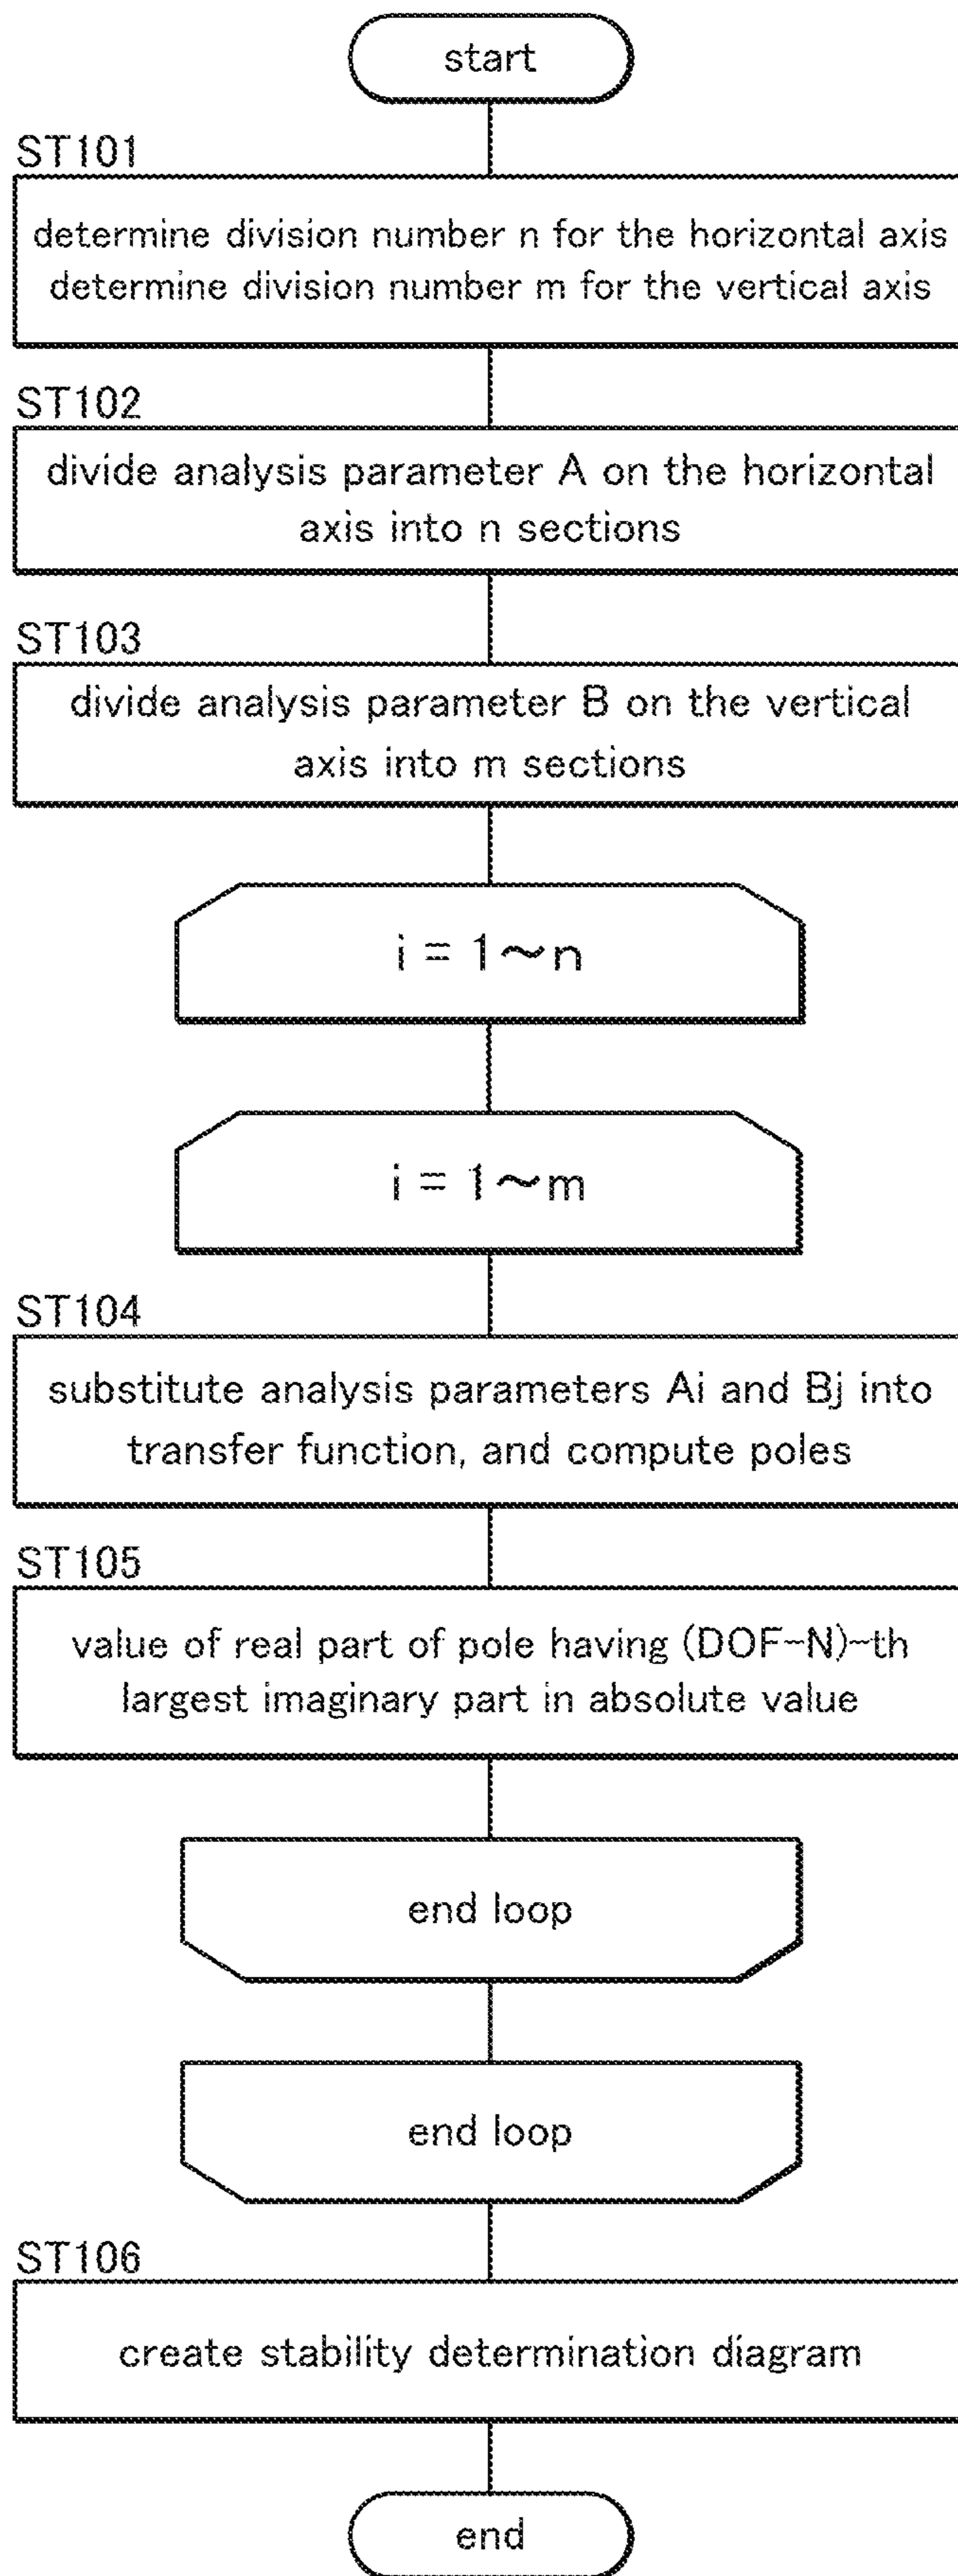 start
ST101
determine division number n for the horizontal axis
determine division number m for the vertical axis
ST102
divide analysis parameter A on the horizontal
axis into n sections
ST103
divide analysis parameter B on the vertical
axis into m sections
i = 1~n
i = 1~m
ST104
substitute analysis parameters Ai and Bj into
transfer function, and compute poles
ST105
value of real part of pole having (DOF-N)-th
largest imaginary part in absolute value
end loop
end loop
ST106
create stability determination diagram
end